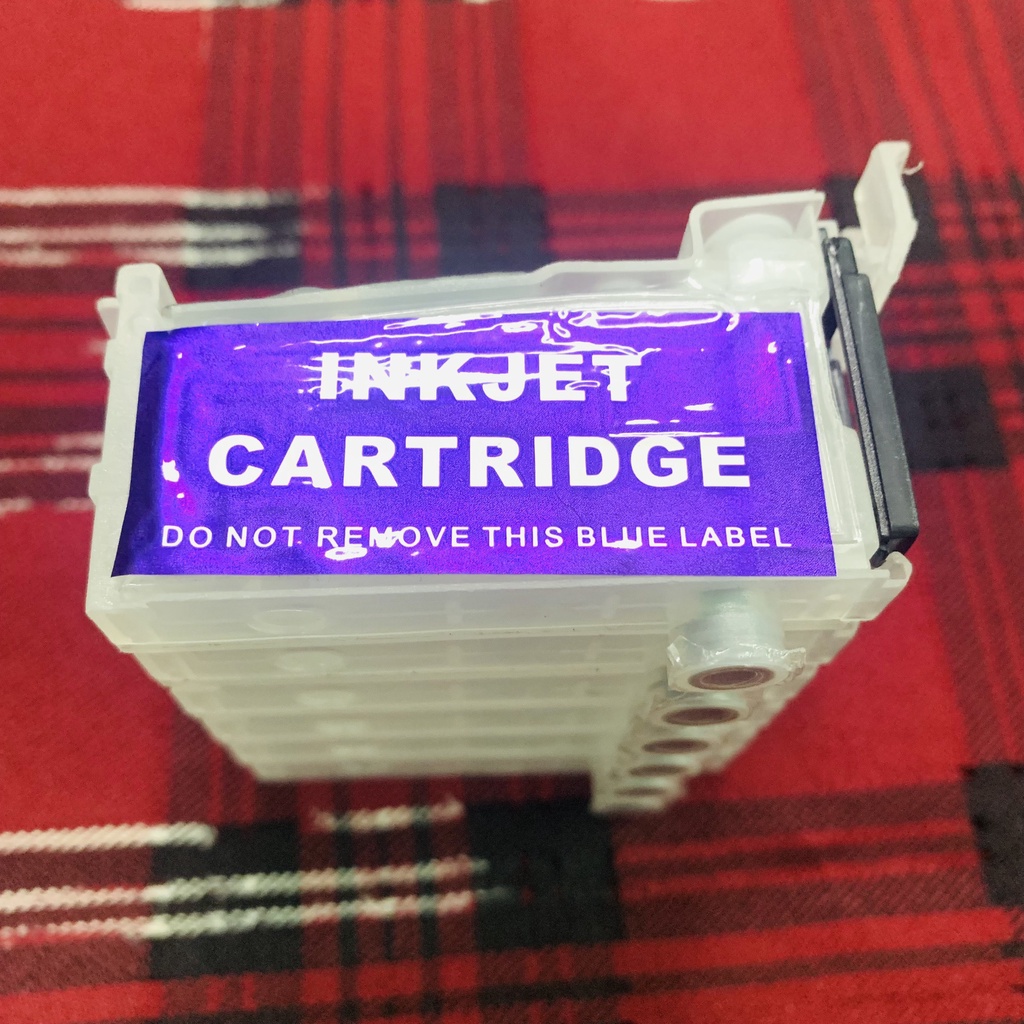 INKJET
CARTRIDGE
DO NOT REMOVE THIS BLUE LABEL